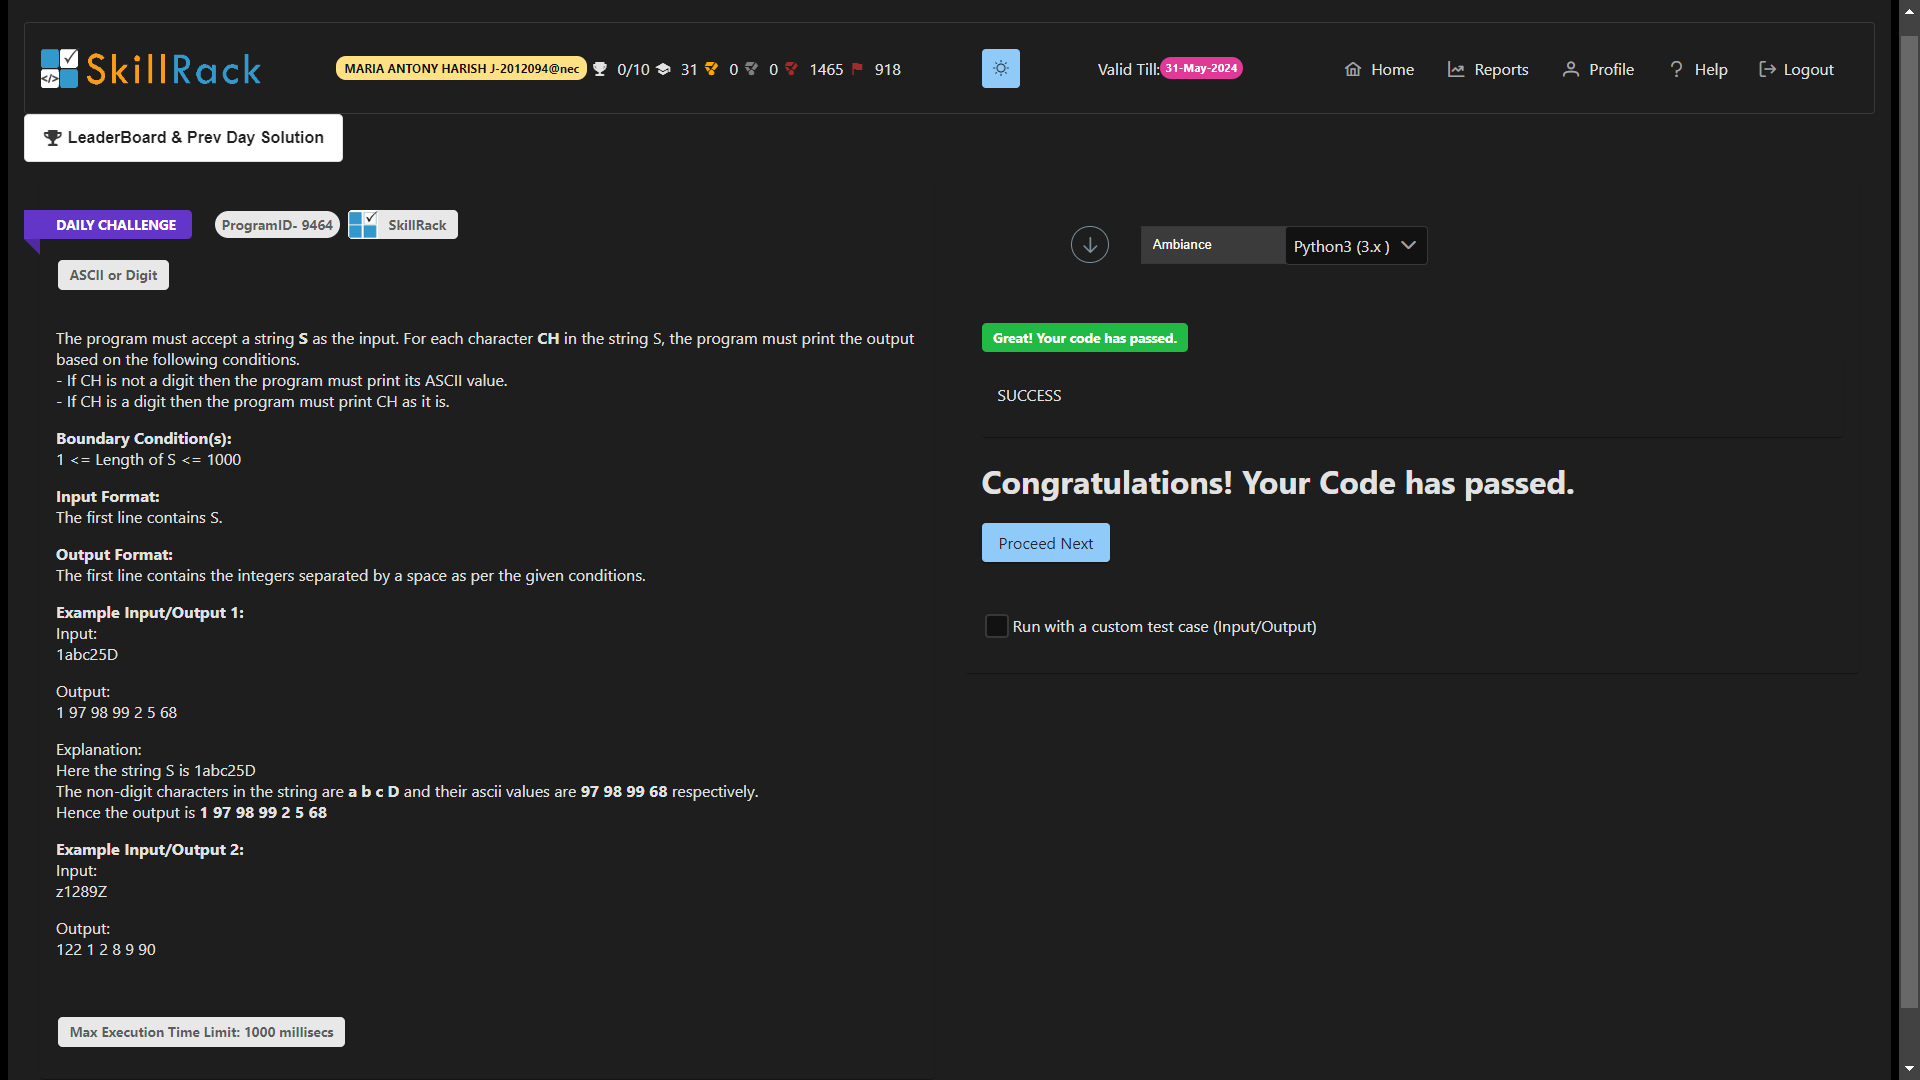 SkillRack
MARIA ANTONY HARISH J-2012094@nec 0/10 31 0 0 1465 918
Valid Till: 31-May-2024
Home Reports Profile Help Logout
LeaderBoard & Prev Day Solution
DAILY CHALLENGE ProgramID- 9464 SkillRack
ASCII or Digit
The program must accept a string S as the input. For each character CH in the string S, the program must print the output
based on the following conditions.
- If CH is not a digit then the program must print its ASCII value.
- If CH is a digit then the program must print CH as it is.
Boundary Condition(s):
1 <= Length of S <= 1000
Input Format:
The first line contains S.
Output Format:
The first line contains the integers separated by a space as per the given conditions.
Example Input/Output 1:
Input:
1abc25D
Output:
1 97 98 99 2 5 68
Explanation:
Here the string S is 1abc25D
The non-digit characters in the string are a b c D and their ascii values are 97 98 99 68 respectively.
Hence the output is 1 97 98 99 2 5 68
Example Input/Output 2:
Input:
z1289Z
Output:
122 1 2 8 9 90
Max Execution Time Limit: 1000 millisecs
Ambiance Python3 (3.x )
Great! Your code has passed.
SUCCESS
Congratulations! Your Code has passed.
Proceed Next
Run with a custom test case (Input/Output)